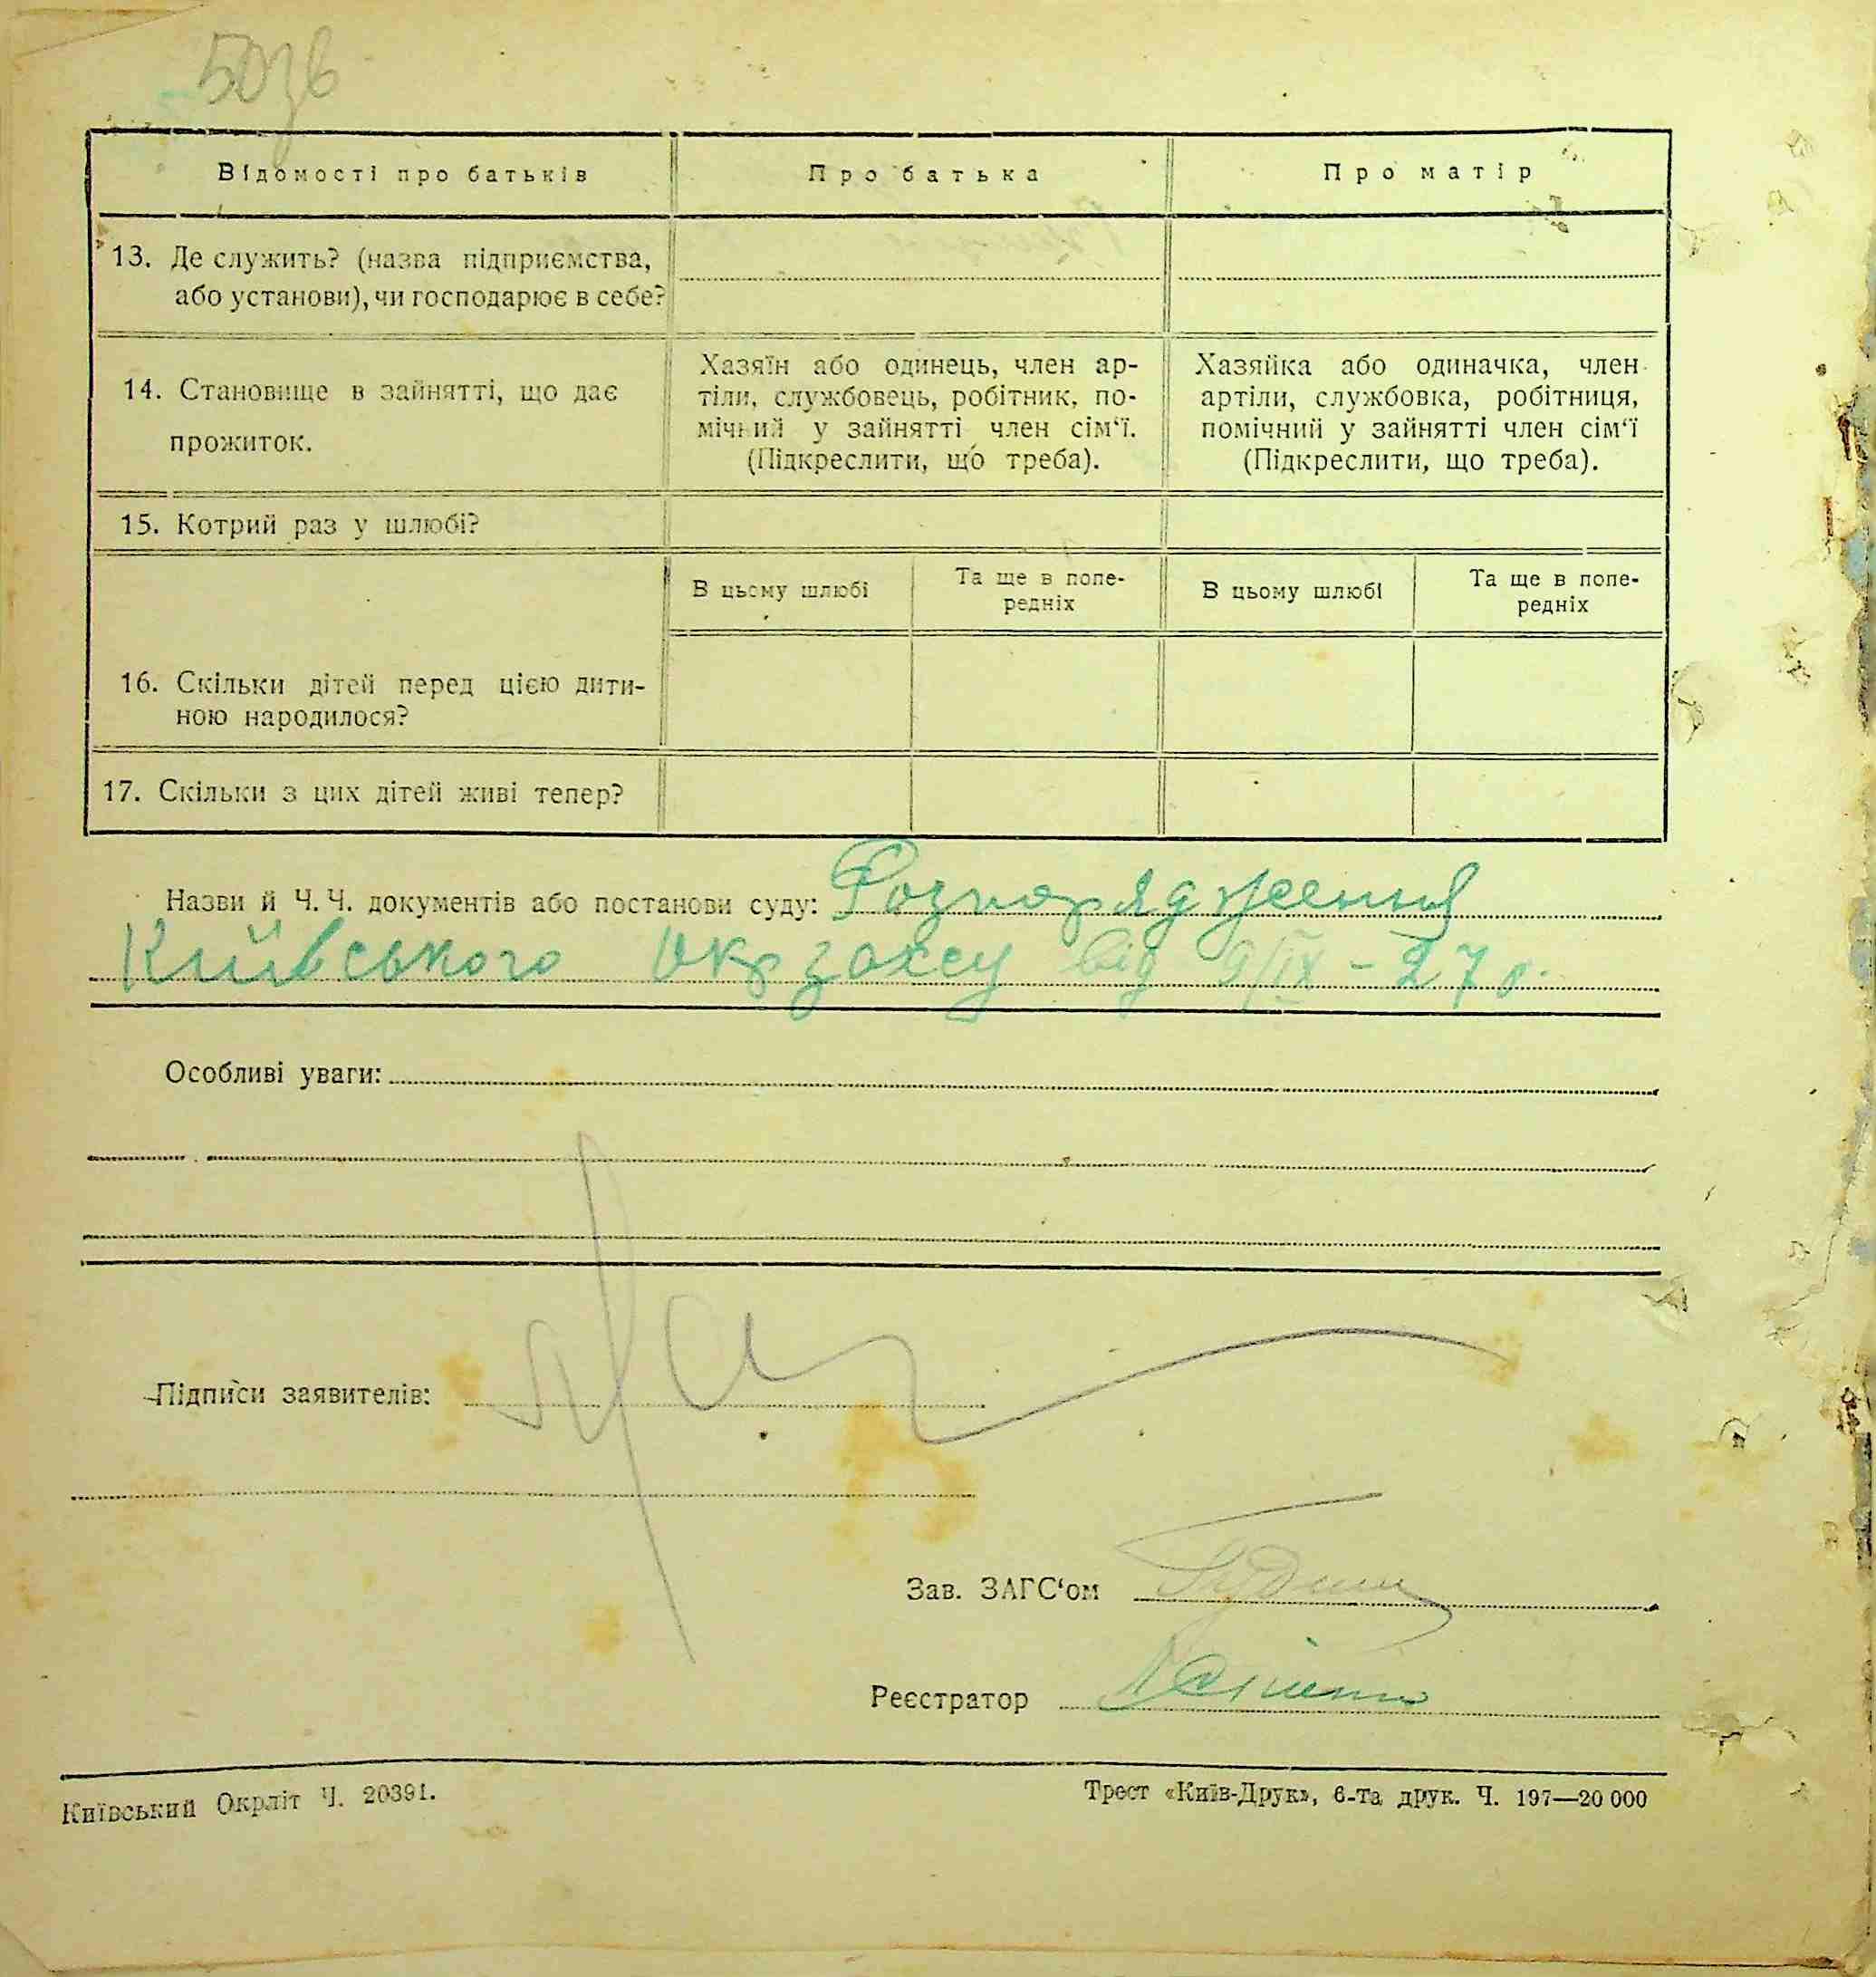 Відомості про батьків
Про батька
Про матір
13. Де служить? (назва підприємства,
або установи), чи господарює в себе?
14. Становище в зайнятті, що дає
прожиток.
Хазяїн або одинець, член ар-
тіли, службовець, робітник, по-
мічний у зайнятті член сім‘ї.
(Підкреслити, що треба).
Хазяйка або одиначка, член
артіли, службовка, робітниця,
помічний у зайнятті член сім‘ї
(Підкреслити, що треба).
15. Котрий раз у шлюбі?
В цьому шлюбі
Та ще в попе-
редніх
В цьому шлюбі
Та ще в попе-
редніх
16. Скільки дітей перед цією дити-
ною народилося?
17. Скільки з цих дітей живі тепер?
Назви й Ч. Ч. документів або постанови суду: Розпорядження
Київського Окрзагсу від 9/IX - 27 р.
Особливі уваги:
Підписи заявителів:
Зав. ЗАГС‘ом
Реєстратор
Київський Окрліт Ч. 20391.
Трест «Київ-Друк», 6-та друк. Ч. 197—20 000